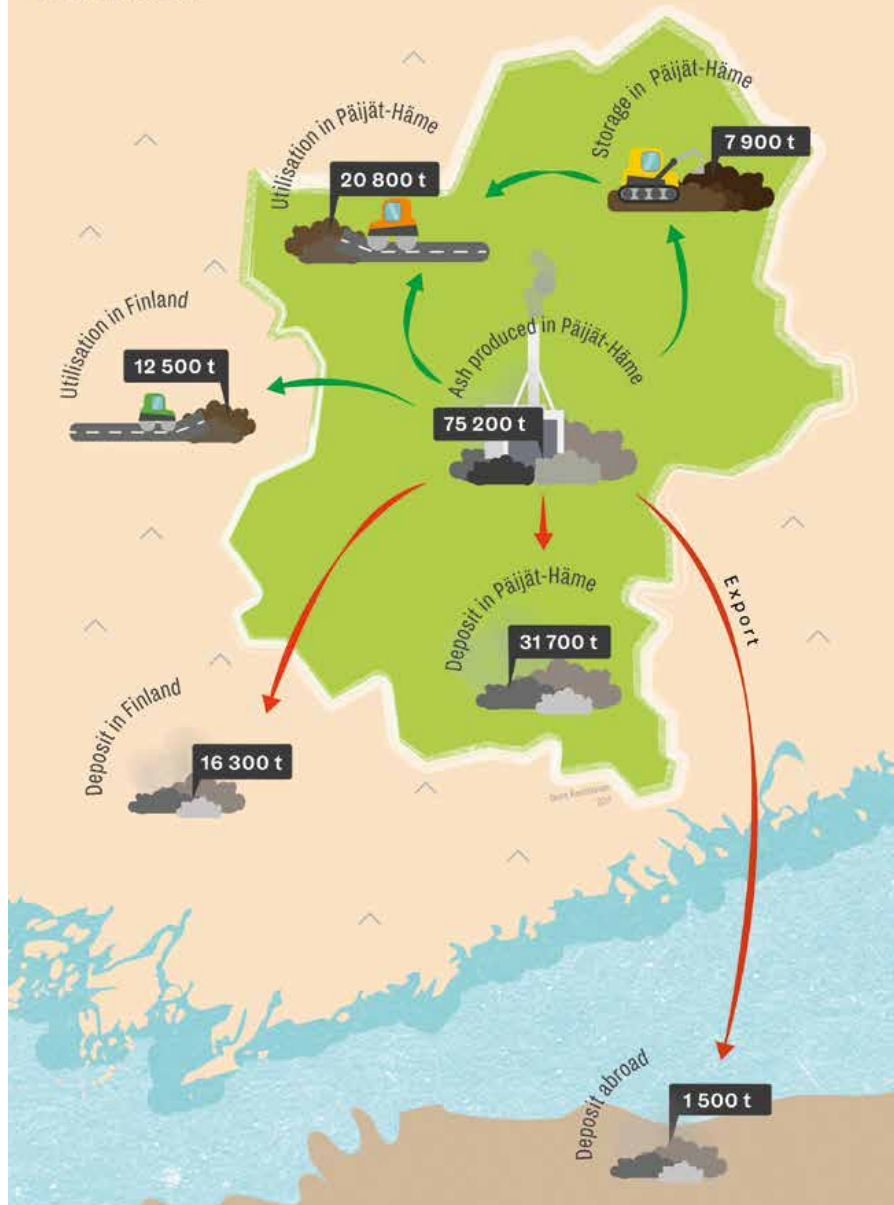 Utilisation in Päijät-Häme
20 800 t
Storage in Päijät-Häme
7 900 t
Utilisation in Finland
12 500 t
Ash produced in Päijät-Häme
75 200 t
Export
Deposit in Päijät-Häme
31 700 t
Deposit in Finland
16 300 t
Deposit abroad
1 500 t